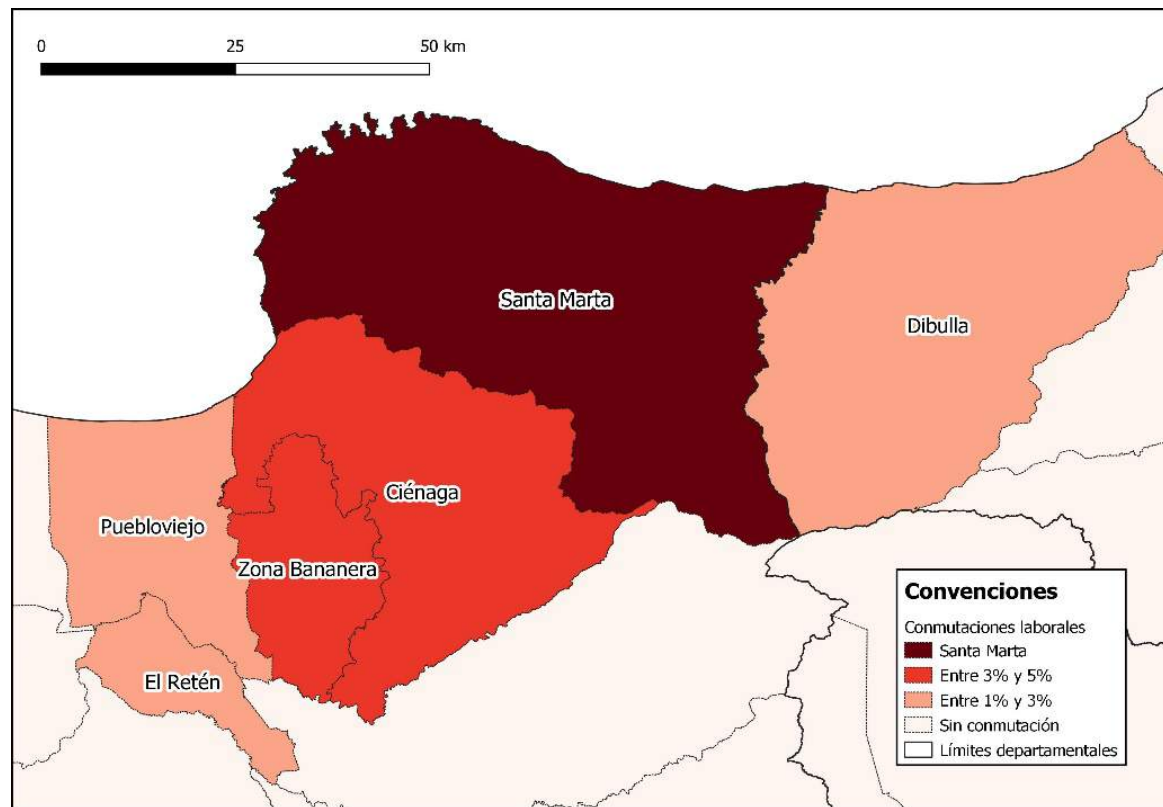 0 25 50 km
Santa Marta
Dibulla
Ciénaga
Puebloviejo
Zona Bananera
El Retén
Convenciones
Conmutaciones laborales
Santa Marta
Entre 3% y 5%
Entre 1% y 3%
Sin conmutación
Límites departamentales